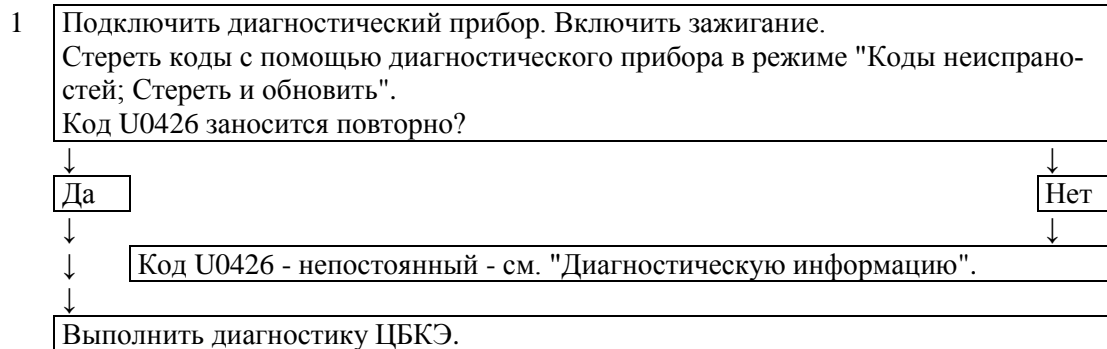 1 Подключить диагностический прибор. Включить зажигание.
Стереть коды с помощью диагностического прибора в режиме "Коды неиспрано-
стей; Стереть и обновить".
Код U0426 заносится повторно?
↓ ↓
Да Нет
↓ ↓
↓ Код U0426 - непостоянный - см. "Диагностическую информацию".
↓
Выполнить диагностику ЦБКЭ.